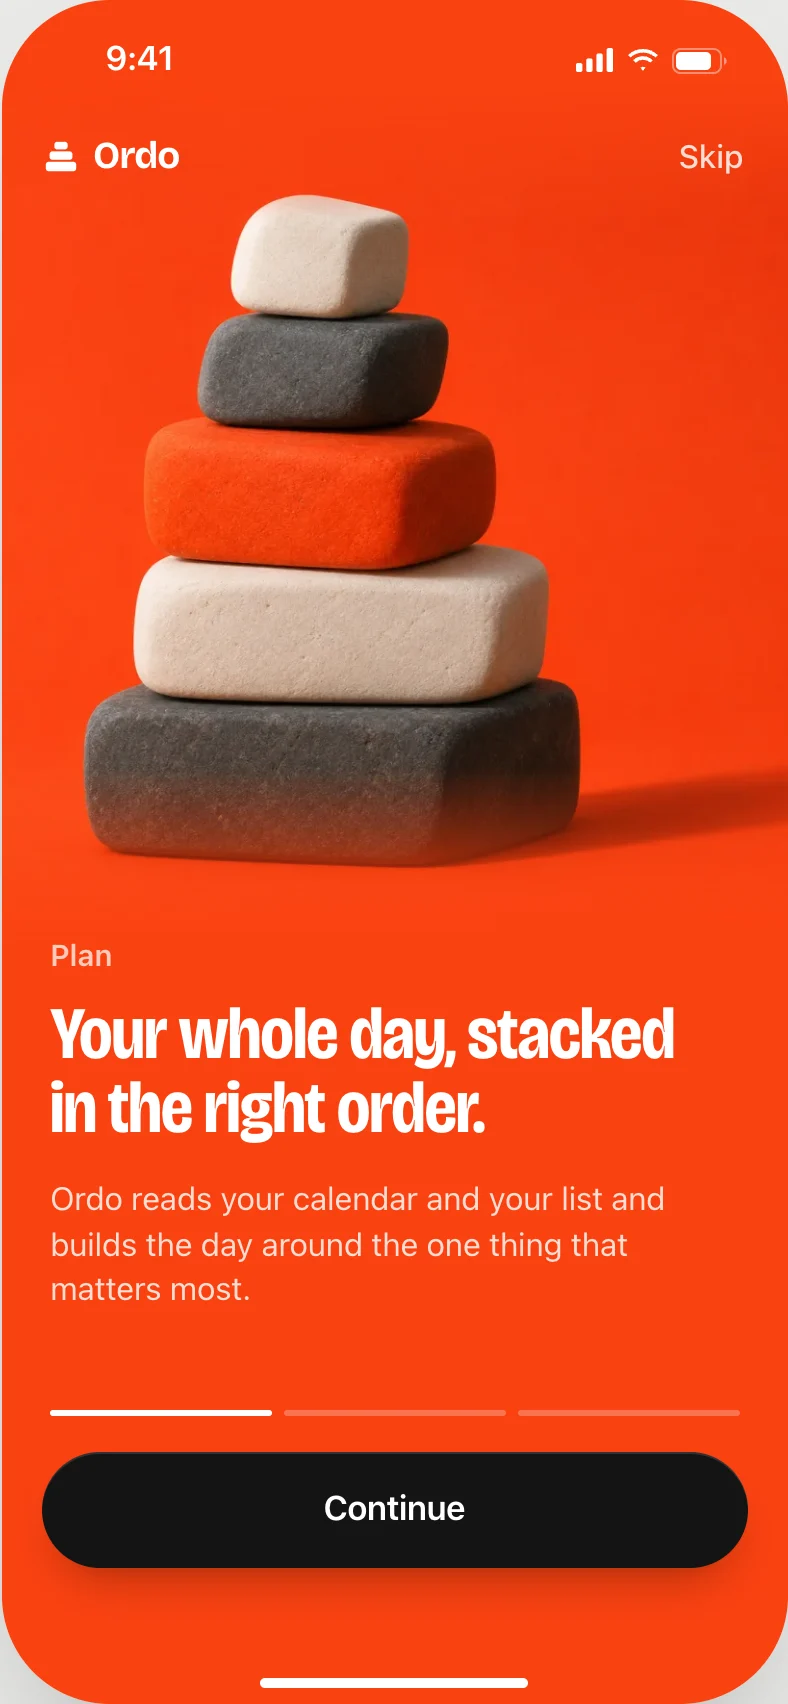 9:41
Ordo
Skip
Plan
Your whole day, stacked
in the right order.
Ordo reads your calendar and your list and
builds the day around the one thing that
matters most.
Continue